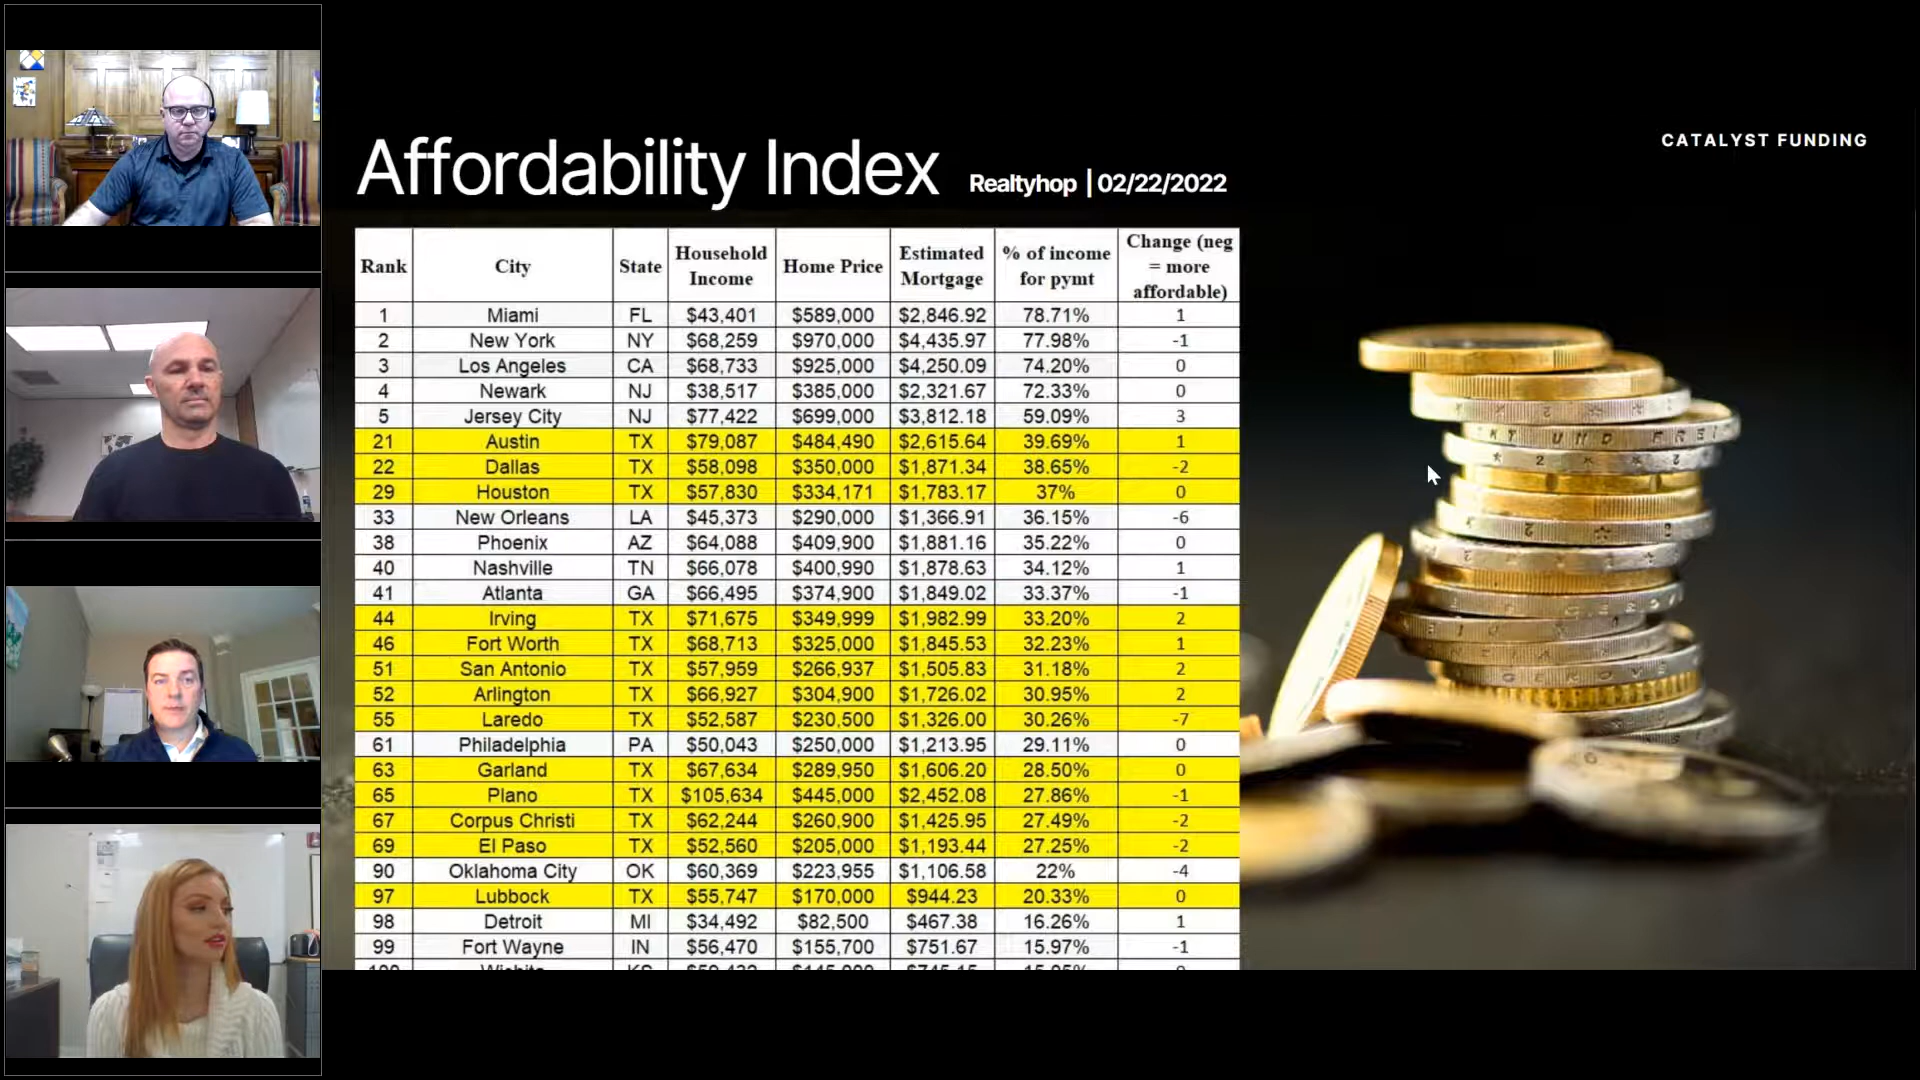 CATALYST FUNDING
Affordability Index Realtyhop | 02/22/2022
Rank City State Household Income Home Price Estimated Mortgage % of income for pymt Change (neg = more affordable)
1 Miami FL $43,401 $589,000 $2,846.92 78.71% 1
2 New York NY $68,259 $970,000 $4,435.97 77.98% -1
3 Los Angeles CA $68,733 $925,000 $4,250.09 74.20% 0
4 Newark NJ $38,517 $385,000 $2,321.67 72.33% 0
5 Jersey City NJ $77,422 $699,000 $3,812.18 59.09% 3
21 Austin TX $79,087 $484,490 $2,615.64 39.69% 1
22 Dallas TX $58,098 $350,000 $1,871.34 38.65% -2
29 Houston TX $57,830 $334,171 $1,783.17 37% 0
33 New Orleans LA $45,373 $290,000 $1,366.91 36.15% -6
38 Phoenix AZ $64,088 $409,900 $1,881.16 35.22% 0
40 Nashville TN $66,078 $400,990 $1,878.63 34.12% 1
41 Atlanta GA $66,495 $374,900 $1,849.02 33.37% -1
44 Irving TX $71,675 $349,999 $1,982.99 33.20% 2
46 Fort Worth TX $68,713 $325,000 $1,845.53 32.23% 1
51 San Antonio TX $57,959 $266,937 $1,505.83 31.18% 2
52 Arlington TX $66,927 $304,900 $1,726.02 30.95% 2
55 Laredo TX $52,587 $230,500 $1,326.00 30.26% -7
61 Philadelphia PA $50,043 $250,000 $1,213.95 29.11% 0
63 Garland TX $67,634 $289,950 $1,606.20 28.50% 0
65 Plano TX $105,634 $445,000 $2,452.08 27.86% -1
67 Corpus Christi TX $62,244 $260,900 $1,425.95 27.49% -2
69 El Paso TX $52,560 $205,000 $1,193.44 27.25% -2
90 Oklahoma City OK $60,369 $223,955 $1,106.58 22% -4
97 Lubbock TX $55,747 $170,000 $944.23 20.33% 0
98 Detroit MI $34,492 $82,500 $467.38 16.26% 1
99 Fort Wayne IN $56,470 $155,700 $751.67 15.97% -1